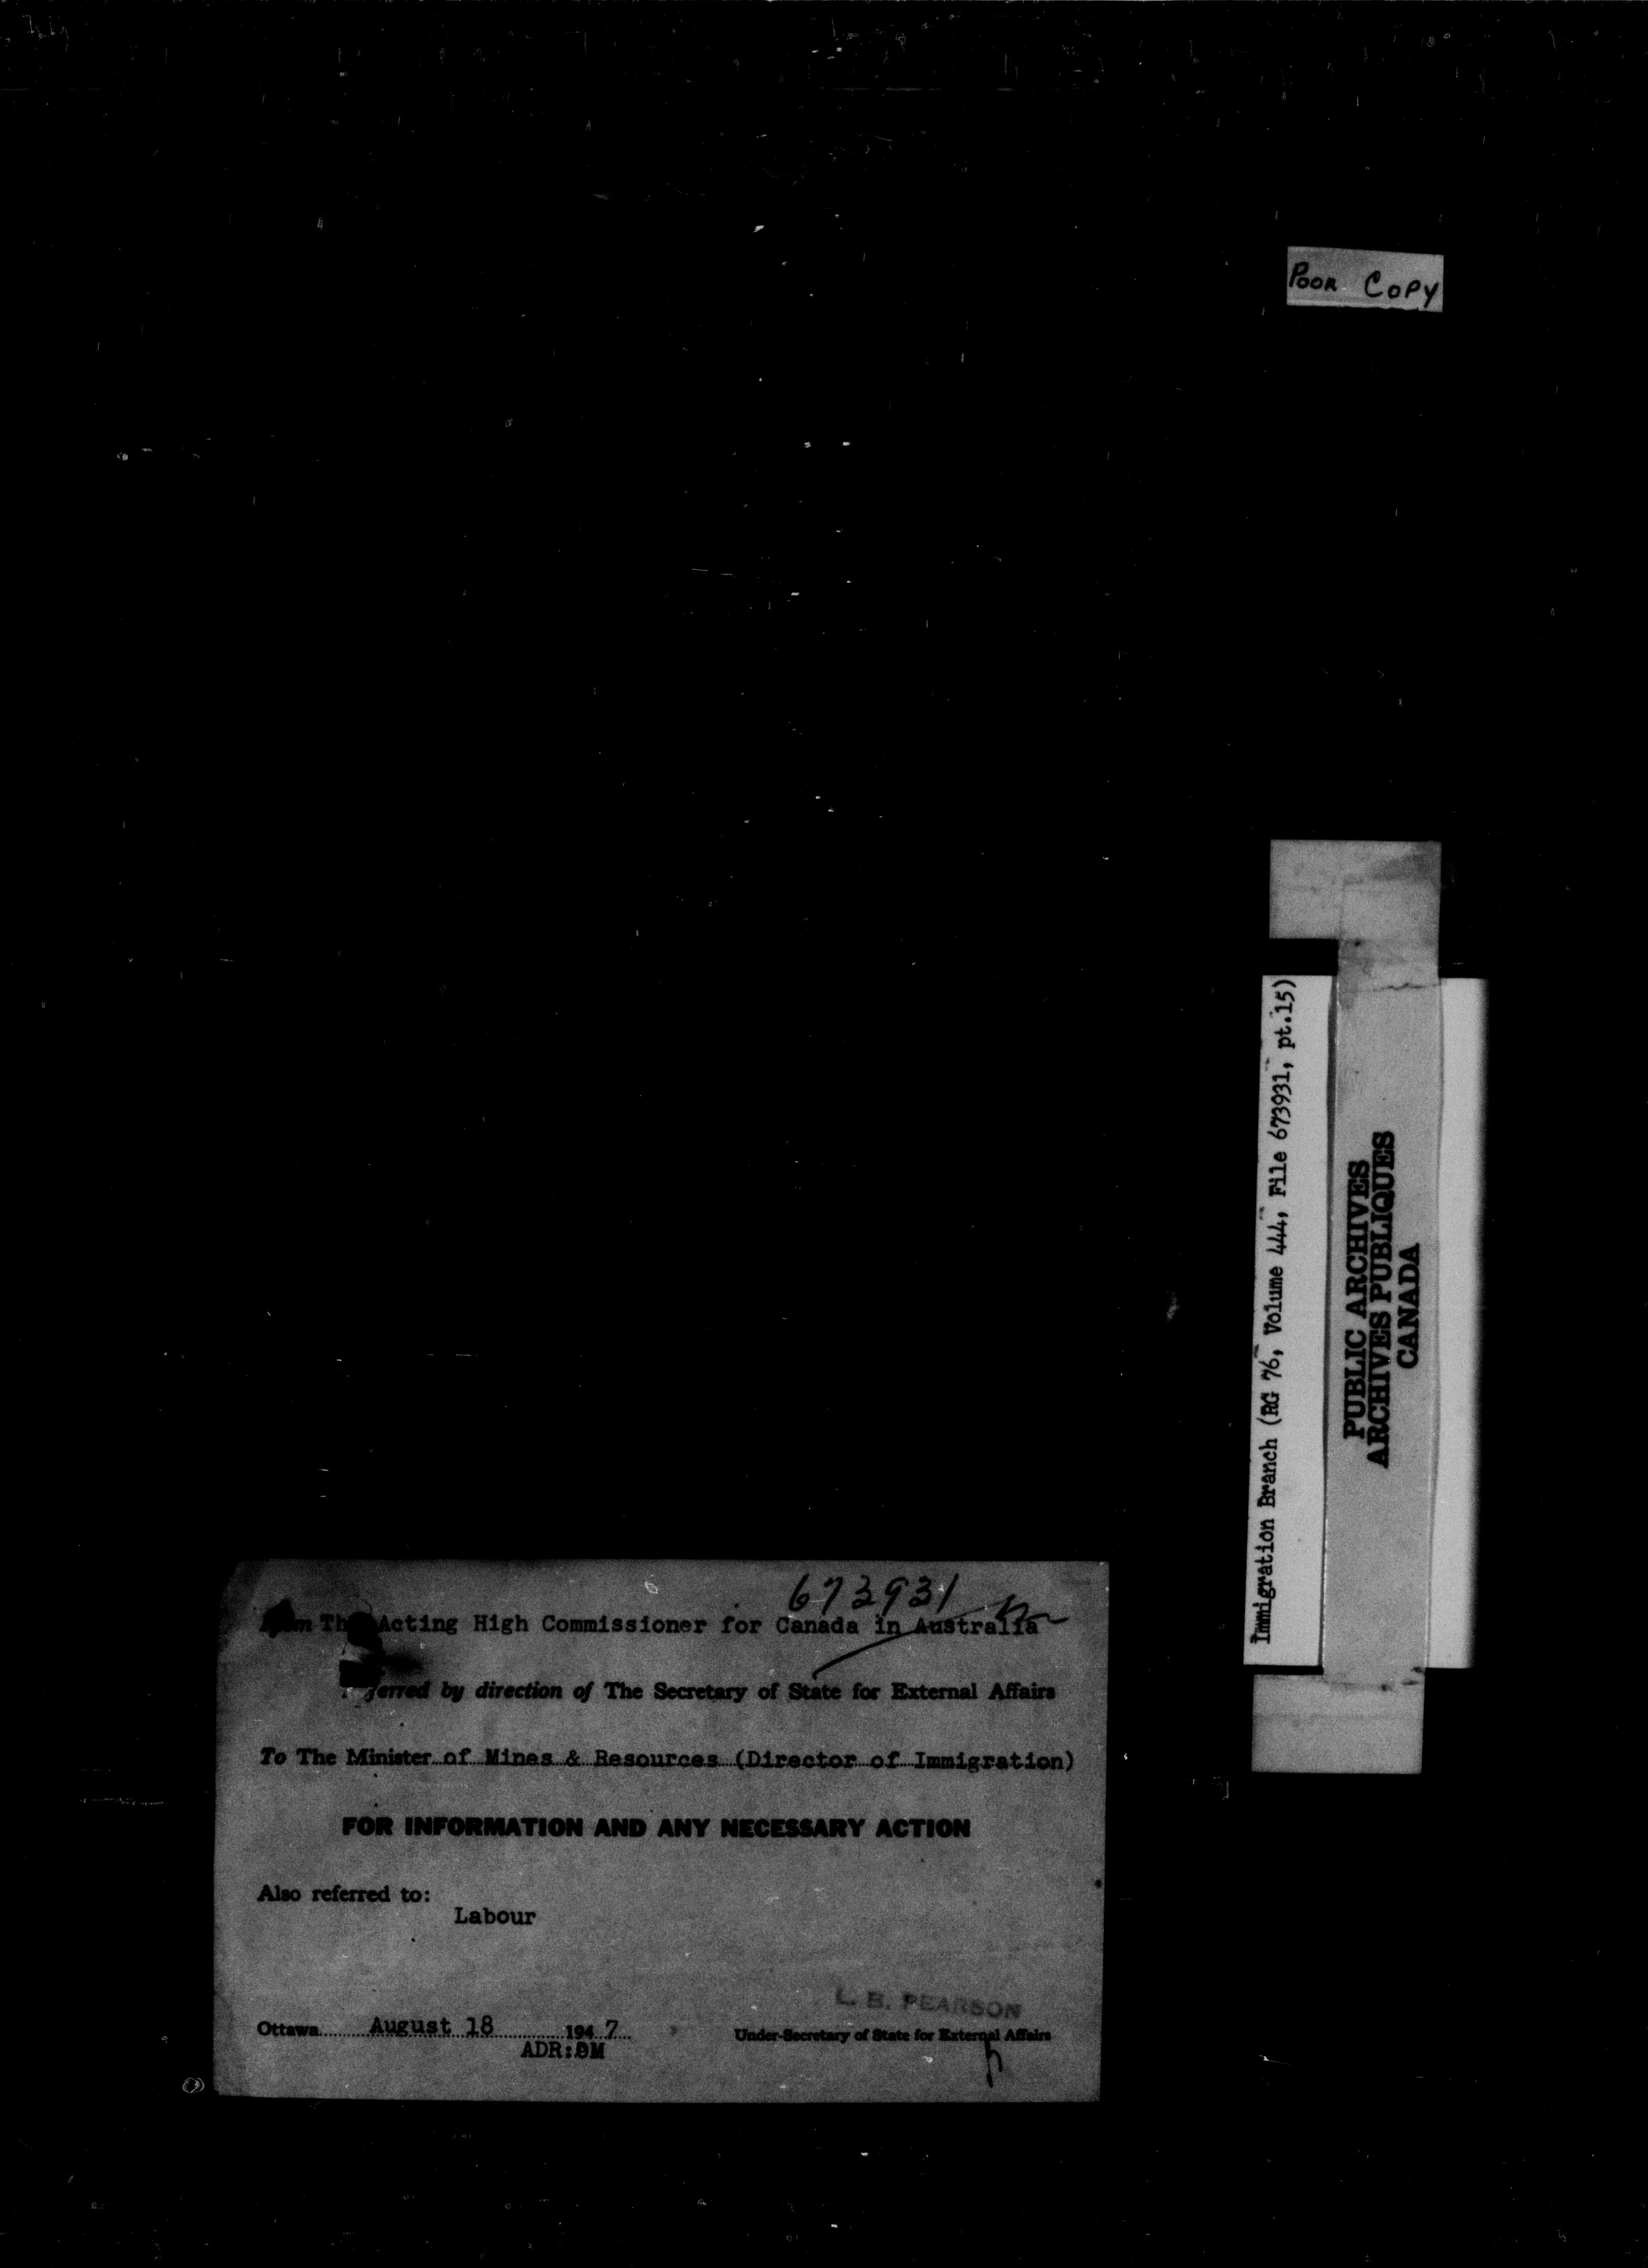 Poor Copy
Immigration Branch (RG 76, Volume 444, File 673931, pt.15)
PUBLIC ARCHIVES
ARCHIVES PUBLIQUES
CANADA
673931
The Acting High Commissioner for Canada in Australia
by direction of The Secretary of State for External Affairs
To The Minister of Mines & Resources (Director of Immigration)
FOR INFORMATION AND ANY NECESSARY ACTION
Also referred to:
Labour
L. B. PEARSON
Ottawa August 18 1947
Under-Secretary of State for External Affairs
ADR:DM